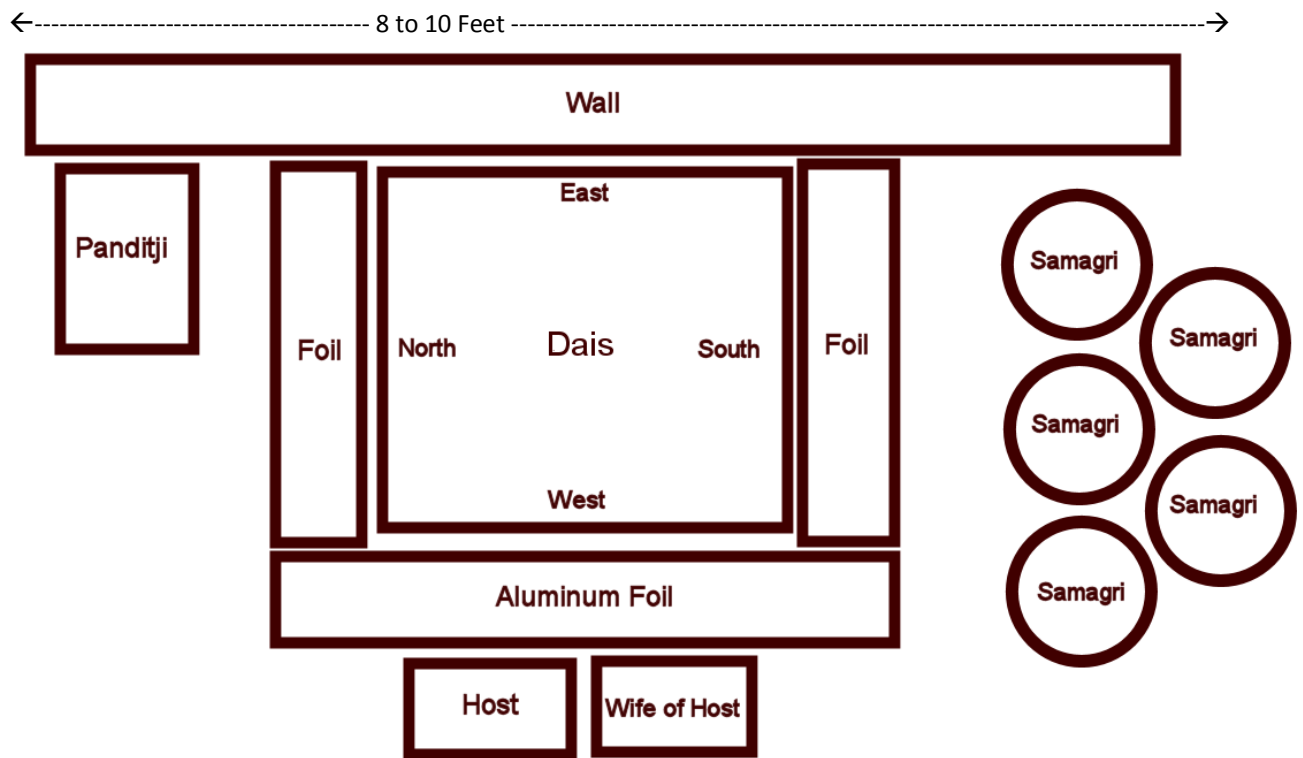 ←------------------------------------ 8 to 10 Feet -------------------------------------------------------------------------→
Wall
East
Panditji
Samagri
Samagri
Foil
North
Dais
South
Foil
Samagri
West
Samagri
Aluminum Foil
Samagri
Host
Wife of Host